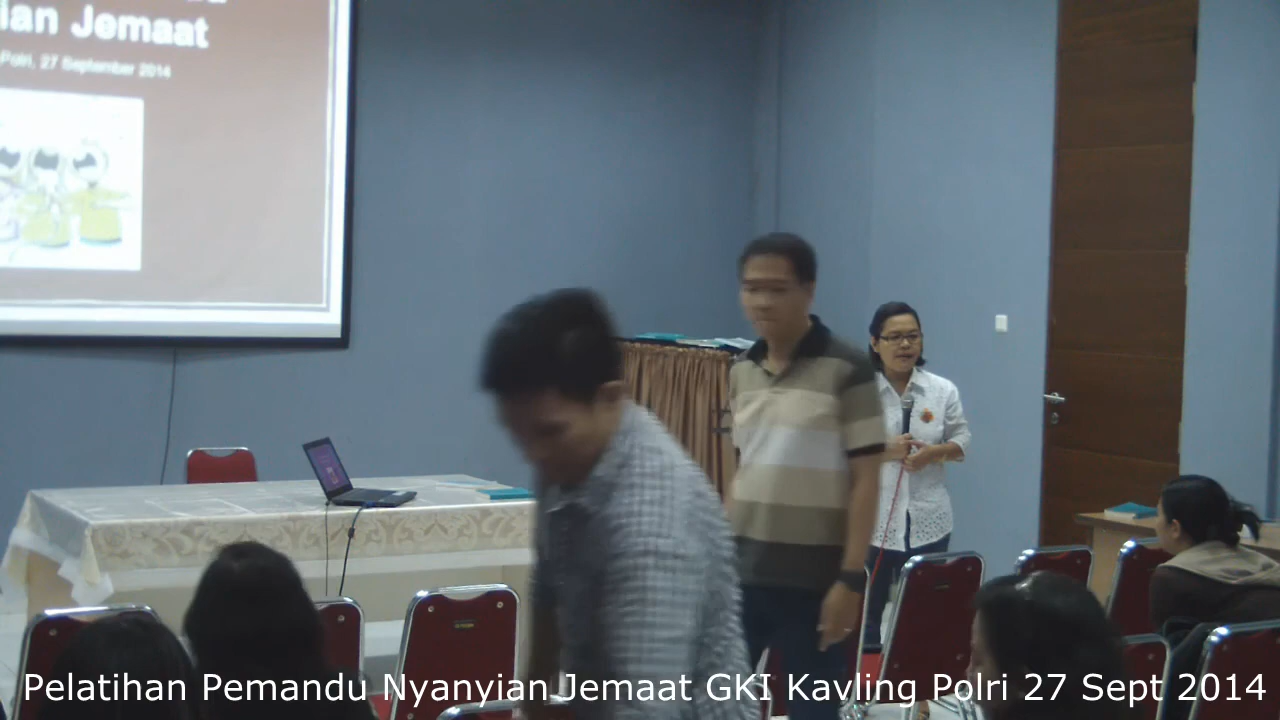 ian Jemaat
Polri, 27 September 2014
Pelatihan Pemandu Nyanyian Jemaat GKI Kavling Polri 27 Sept 2014